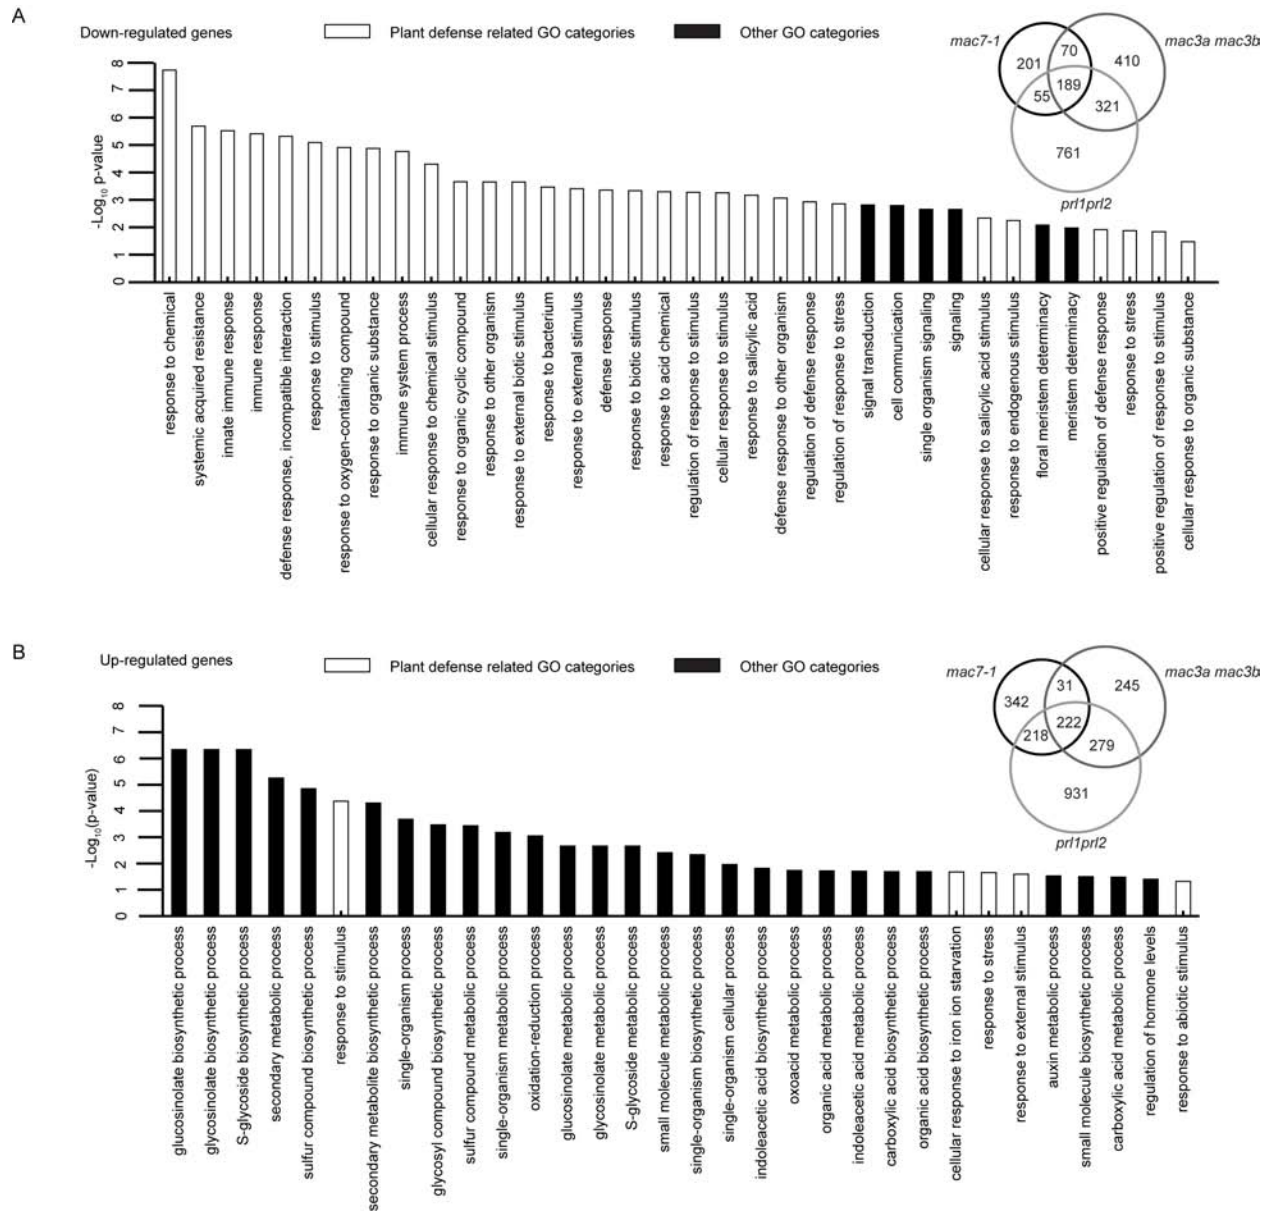 A
Down-regulated genes
Plant defense related GO categories
Other GO categories
mac7-1
mac3a mac3b
prl1prl2
201
70
410
189
55
321
761
-Log10 p-value
8
7
6
5
4
3
2
1
0
response to chemical
systemic acquired resistance
innate immune response
immune response
defense response, incompatible interaction
response to stimulus
response to oxygen-containing compound
response to organic substance
immune system process
cellular response to chemical stimulus
response to organic cyclic compound
response to other organism
response to external biotic stimulus
response to bacterium
response to external stimulus
defense response
response to biotic stimulus
response to acid chemical
regulation of response to stimulus
cellular response to stimulus
response to salicylic acid
defense response to other organism
regulation of defense response
regulation of response to stress
signal transduction
cell communication
single organism signaling
signaling
cellular response to salicylic acid stimulus
response to endogenous stimulus
floral meristem determinacy
meristem determinacy
positive regulation of defense response
response to stress
positive regulation of response to stimulus
cellular response to organic substance
B
Up-regulated genes
Plant defense related GO categories
Other GO categories
mac7-1
mac3a mac3b
prl1prl2
342
31
245
222
218
279
931
-Log10(p-value)
8
7
6
5
4
3
2
1
0
glucosinolate biosynthetic process
glycosinolate biosynthetic process
S-glycoside biosynthetic process
secondary metabolic process
sulfur compound biosynthetic process
response to stimulus
secondary metabolite biosynthetic process
single-organism process
glycosyl compound biosynthetic process
sulfur compound metabolic process
single-organism metabolic process
oxidation-reduction process
glucosinolate metabolic process
glycosinolate metabolic process
S-glycoside metabolic process
small molecule metabolic process
single-organism biosynthetic process
single-organism cellular process
indoleacetic acid biosynthetic process
oxoacid metabolic process
organic acid metabolic process
indoleacetic acid metabolic process
carboxylic acid biosynthetic process
organic acid biosynthetic process
cellular response to iron ion starvation
response to stress
response to external stimulus
auxin metabolic process
small molecule biosynthetic process
carboxylic acid metabolic process
regulation of hormone levels
response to abiotic stimulus